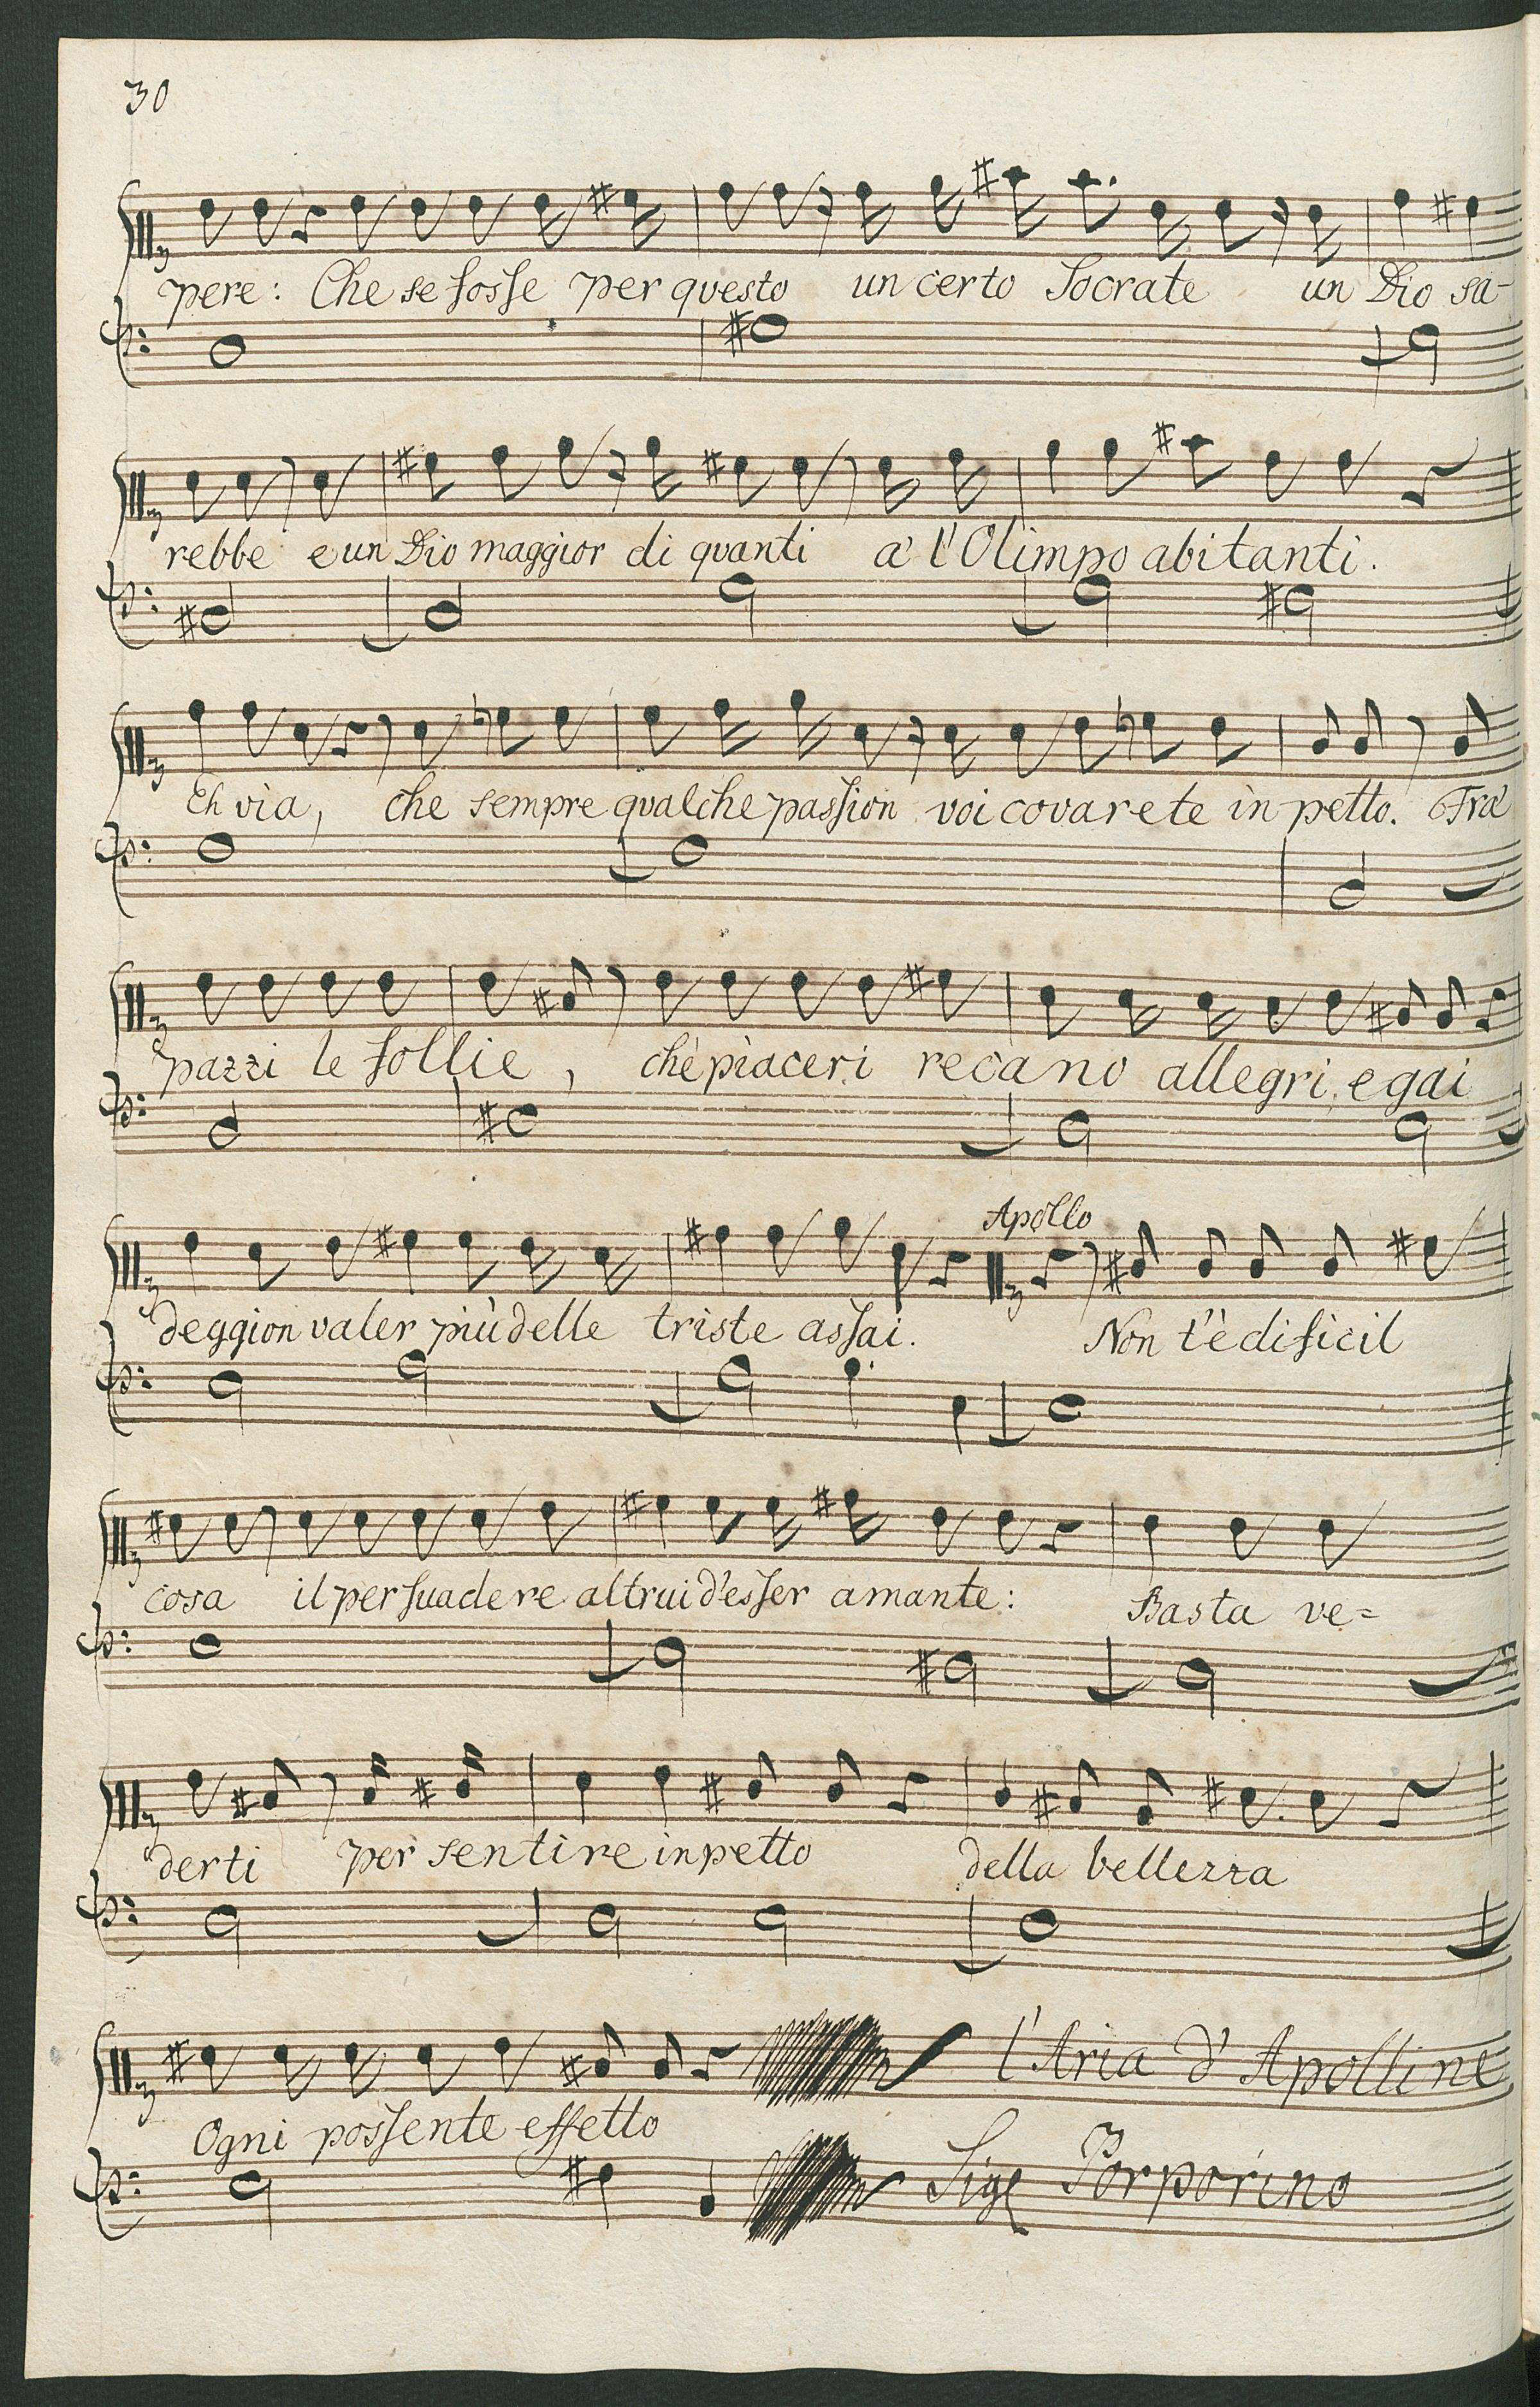 30
pere: Che se fosse per questo un certo Socrate un Dio sa-
rebbe e un Dio maggior di quanti a' l'Olimpo abitanti.
Eh via, che sempre qualche passion voi covarete in petto. Fra'
pazzi le follie, che piaceri recano allegri, e gai
Apollo
deggion valer più delle triste assai. Non t'è dificil
cosa il persuadere altrui d'esser amante: Basta ve=
derti per sentire in petto della bellezza
l'Aria d'Apolline
Ogni possente effetto
Sigl Porporino